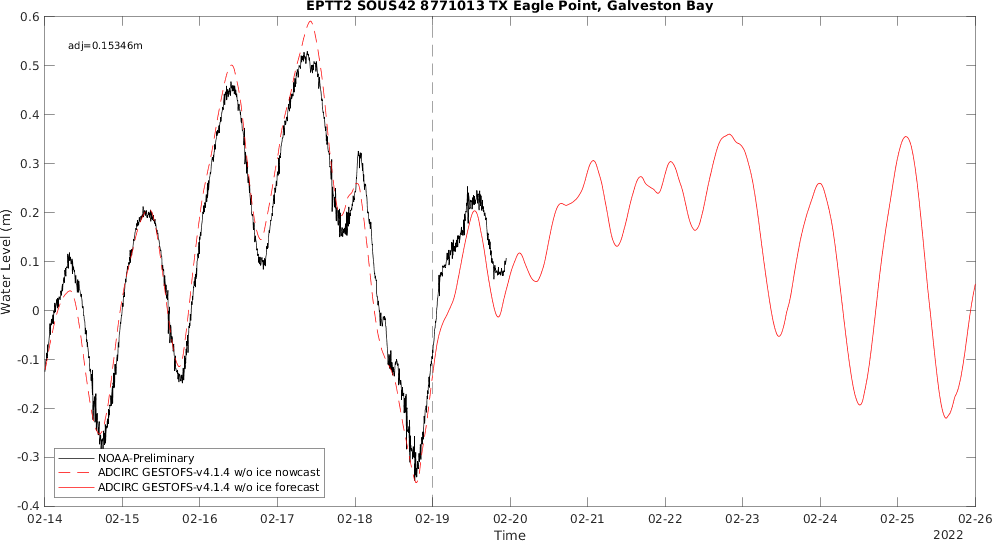 EPTT2 SOUS42 8771013 TX Eagle Point, Galveston Bay
adj=0.15346m
0.6
0.5
0.4
0.3
0.2
0.1
0
-0.1
-0.2
-0.3
-0.4
Water Level (m)
NOAA-Preliminary
ADCIRC GESTOFS-v4.1.4 w/o ice nowcast
ADCIRC GESTOFS-v4.1.4 w/o ice forecast
02-14 02-15 02-16 02-17 02-18 02-19 02-20 02-21 02-22 02-23 02-24 02-25 02-26
Time
2022